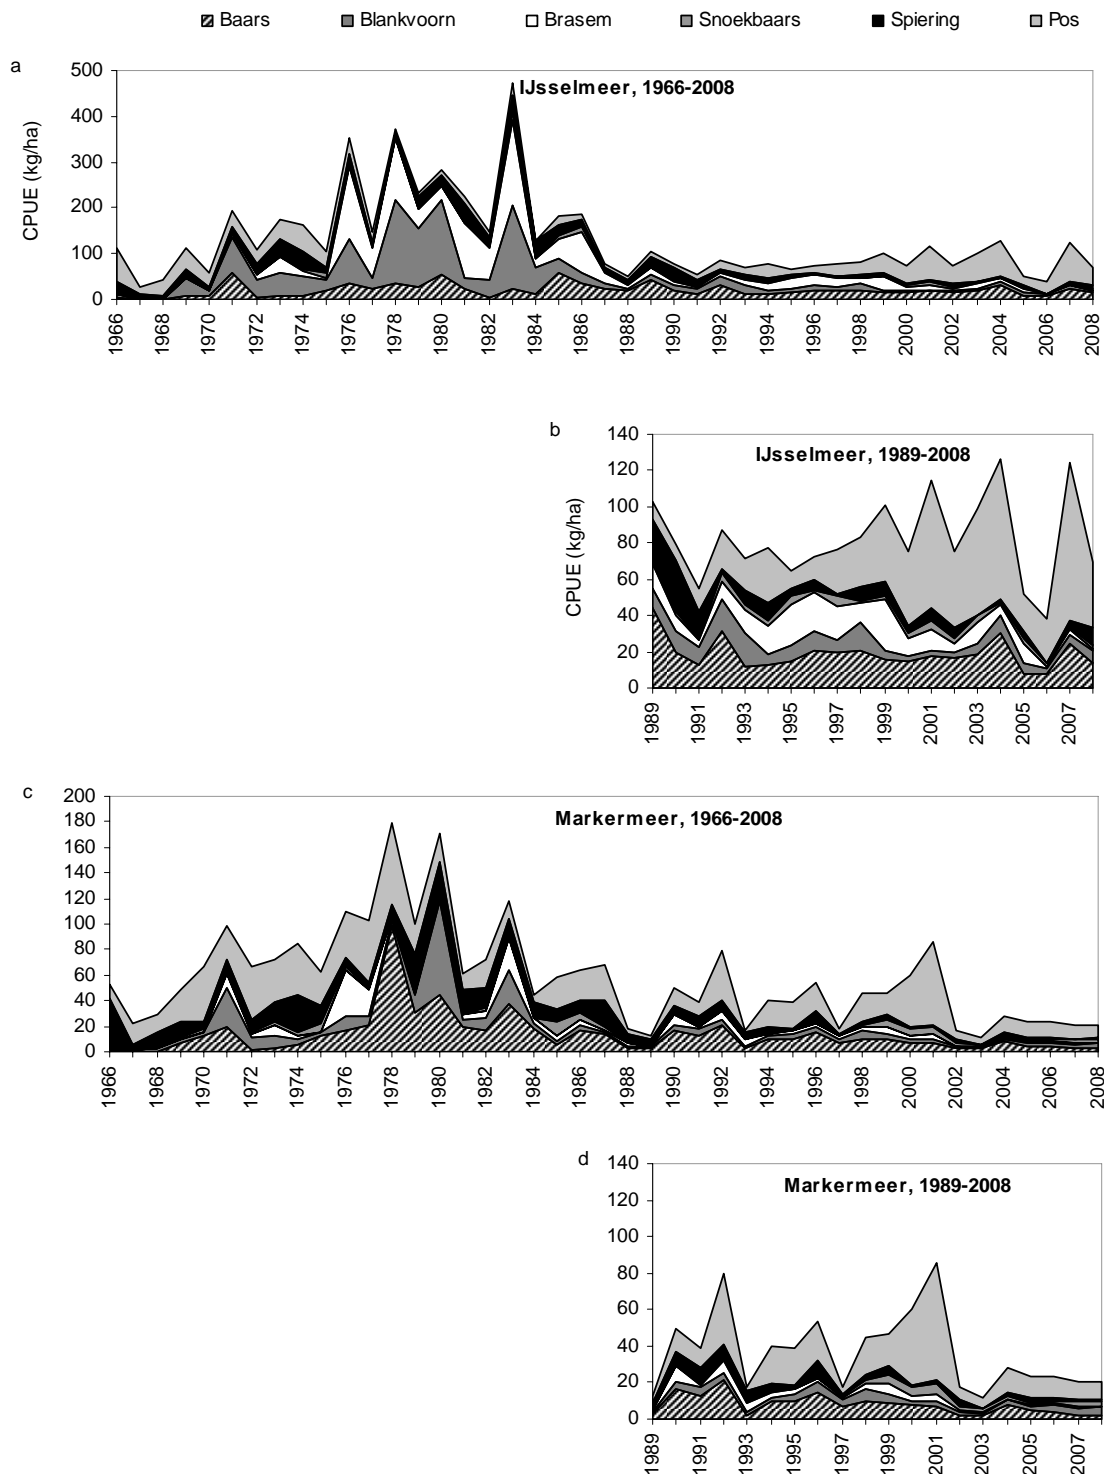 Baars Blankvoorn Brasem Snoekbaars Spiering Pos
a
IJsselmeer, 1966-2008
CPUE (kg/ha)
500
400
300
200
100
0
1966 1968 1970 1972 1974 1976 1978 1980 1982 1984 1986 1988 1990 1992 1994 1996 1998 2000 2002 2004 2006 2008
b
IJsselmeer, 1989-2008
CPUE (kg/ha)
140
120
100
80
60
40
20
0
1989 1991 1993 1995 1997 1999 2001 2003 2005 2007
c
Markermeer, 1966-2008
200
180
160
140
120
100
80
60
40
20
0
1966 1968 1970 1972 1974 1976 1978 1980 1982 1984 1986 1988 1990 1992 1994 1996 1998 2000 2002 2004 2006 2008
d
Markermeer, 1989-2008
140
120
100
80
60
40
20
0
1989 1991 1993 1995 1997 1999 2001 2003 2005 2007